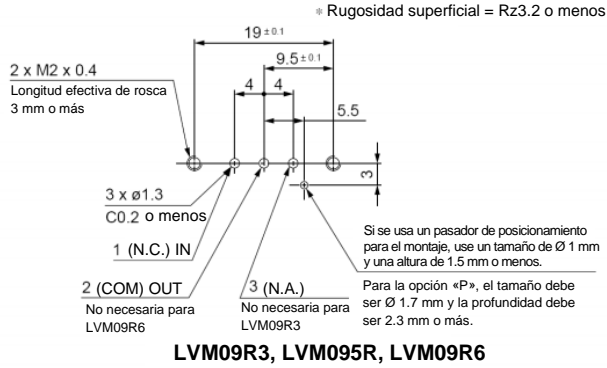 * Rugosidad superficial = Rz3.2 o menos
19 ±0.1
9.5 ±0.1
2 x M2 x 0.4
Longitud efectiva de rosca
3 mm o más
4
4
5.5
3
3 x ø1.3
C0.2 o menos
1 (N.C.) IN
2 (COM) OUT
No necesaria para
LVM09R6
3 (N.A.)
No necesaria para
LVM09R3
Si se usa un pasador de posicionamiento
para el montaje, use un tamaño de Ø 1 mm
y una altura de 1.5 mm o menos.
Para la opción «P», el tamaño debe
ser Ø 1.7 mm y la profundidad debe
ser 2.3 mm o más.
LVM09R3, LVM095R, LVM09R6